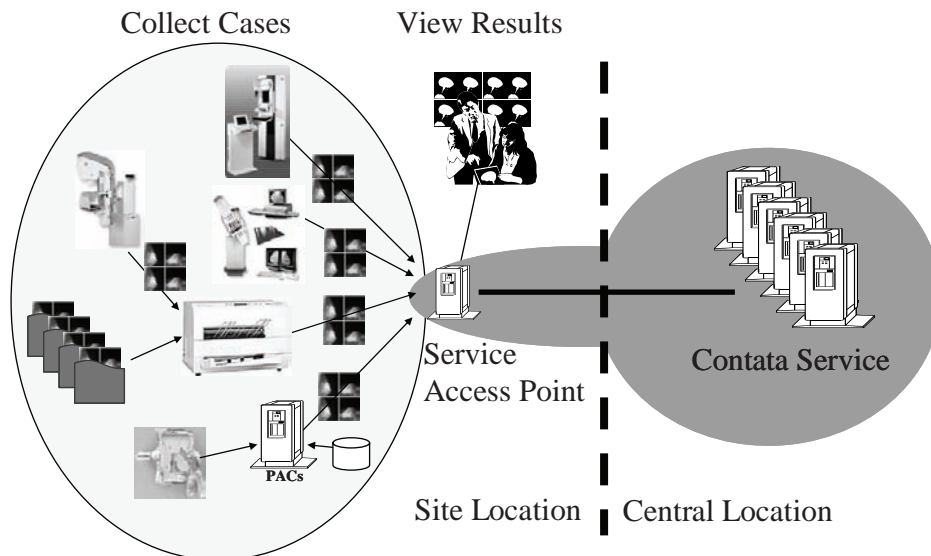 Collect Cases
View Results
Service
Access Point
Contata Service
PACs
Site Location
Central Location